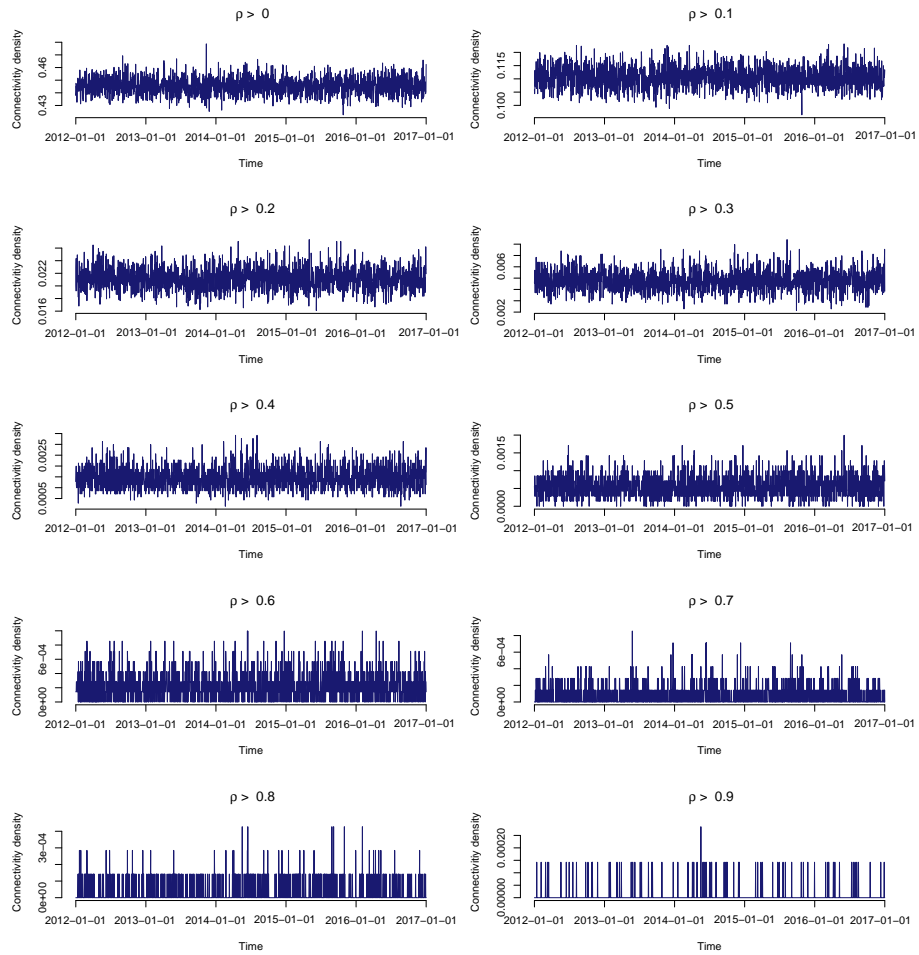 ρ > 0
Connectivitiy density
0.43
0.46
2012−01−01 2013−01−01 2014−01−01 2015−01−01 2016−01−01 2017−01−01
Time
ρ > 0.1
Connectivitiy density
0.100
0.115
2012−01−01 2013−01−01 2014−01−01 2015−01−01 2016−01−01 2017−01−01
Time
ρ > 0.2
Connectivitiy density
0.016
0.022
2012−01−01 2013−01−01 2014−01−01 2015−01−01 2016−01−01 2017−01−01
Time
ρ > 0.3
Connectivitiy density
0.002
0.006
2012−01−01 2013−01−01 2014−01−01 2015−01−01 2016−01−01 2017−01−01
Time
ρ > 0.4
Connectivitiy density
0.0005
0.0025
2012−01−01 2013−01−01 2014−01−01 2015−01−01 2016−01−01 2017−01−01
Time
ρ > 0.5
Connectivitiy density
0.0000
0.0015
2012−01−01 2013−01−01 2014−01−01 2015−01−01 2016−01−01 2017−01−01
Time
ρ > 0.6
Connectivitiy density
0e+00
6e−04
2012−01−01 2013−01−01 2014−01−01 2015−01−01 2016−01−01 2017−01−01
Time
ρ > 0.7
Connectivitiy density
0e+00
6e−04
2012−01−01 2013−01−01 2014−01−01 2015−01−01 2016−01−01 2017−01−01
Time
ρ > 0.8
Connectivitiy density
0e+00
3e−04
2012−01−01 2013−01−01 2014−01−01 2015−01−01 2016−01−01 2017−01−01
Time
ρ > 0.9
Connectivitiy density
0.00000
0.00020
2012−01−01 2013−01−01 2014−01−01 2015−01−01 2016−01−01 2017−01−01
Time